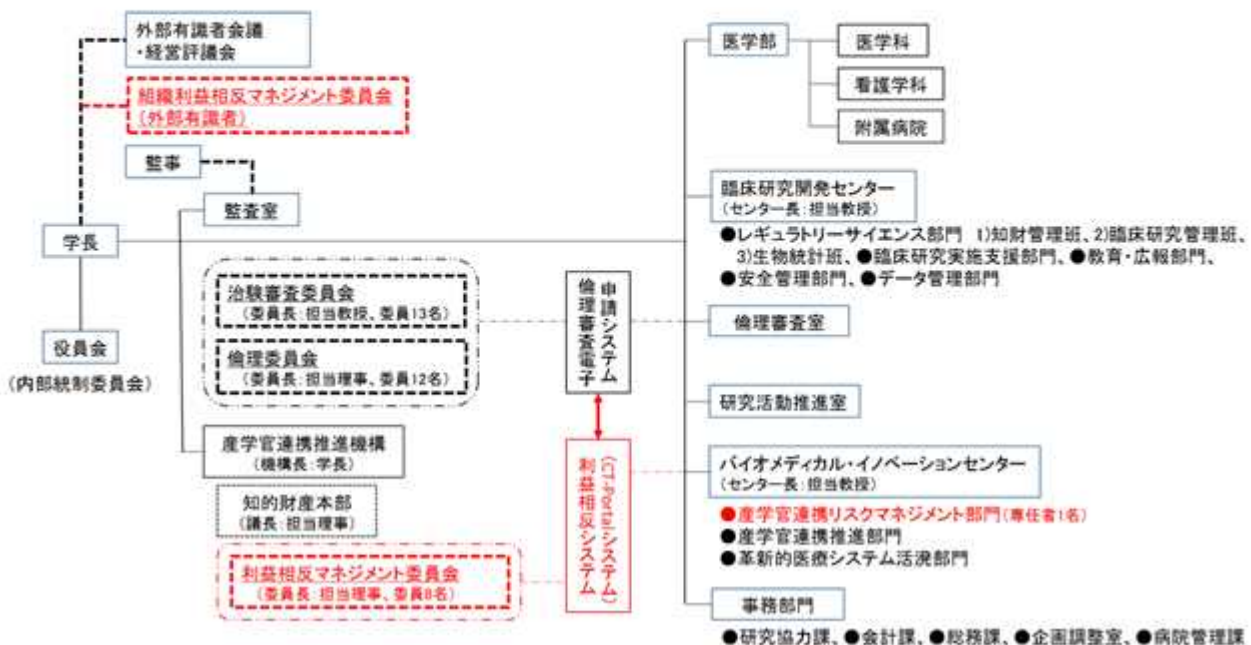 外部有識者会議
・経営評議会
組織利益相反マネジメント委員会
(外部有識者)
監事
監査室
学長
治験審査委員会
(委員長:担当教授、委員13名)
倫理委員会
(委員長:担当理事、委員12名)
役員会
(内部統制委員会)
産学官連携推進機構
(機構長:学長)
知的財産本部
(議長:担当理事)
利益相反マネジメント委員会
(委員長:担当理事、委員8名)
申請システム
倫理審査電子
(CT-Portalシステム)
利益相反システム
医学部
医学科
看護学科
附属病院
臨床研究開発センター
(センター長:担当教授)
●レギュラトリーサイエンス部門 1)知財管理班、2)臨床研究管理班、
3)生物統計班、●臨床研究実施支援部門、●教育・広報部門、
●安全管理部門、●データ管理部門
倫理審査室
研究活動推進室
バイオメディカル・イノベーションセンター
(センター長:担当教授)
●産学官連携リスクマネジメント部門(専任者1名)
●産学官連携推進部門
●革新的医療システム活況部門
事務部門
●研究協力課、●会計課、●総務課、●企画調整室、●病院管理課